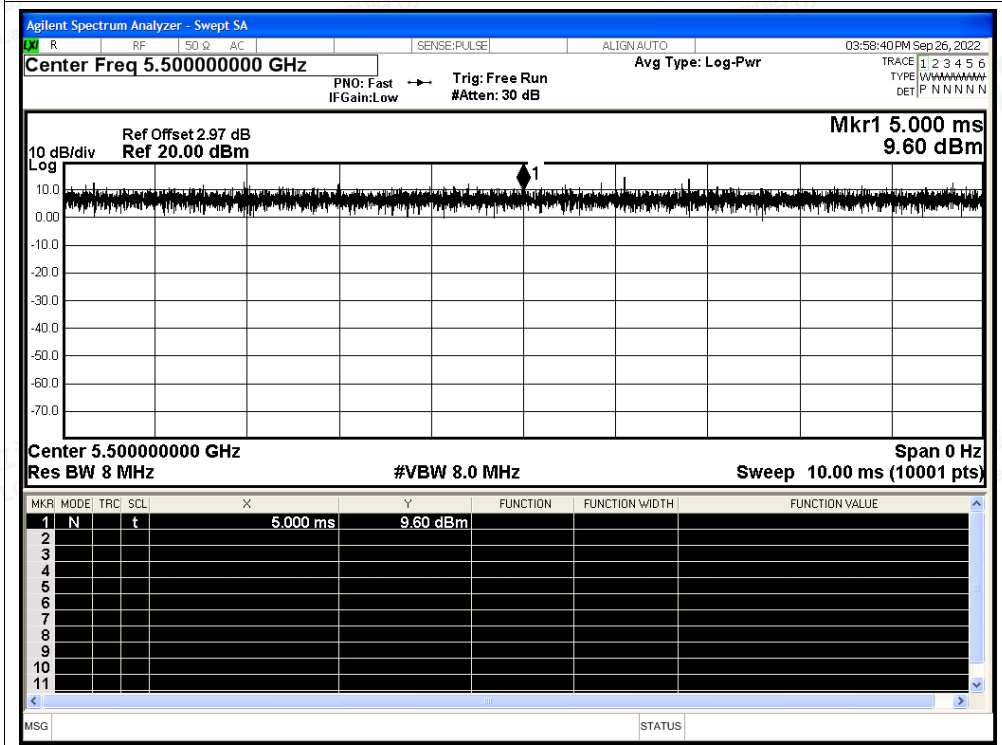 Agilent Spectrum Analyzer - Swept SA
LXI R RF 50 Ω AC SENSE:PULSE ALIGN AUTO 03:58:40 PM Sep 26, 2022
Center Freq 5.500000000 GHz Avg Type: Log-Pwr TRACE 1 2 3 4 5 6
PNO: Fast Trig: Free Run TYPE
IFGain:Low #Atten: 30 dB DET P N N N N N
Mkr1 5.000 ms
Ref Offset 2.97 dB
10 dB/div Ref 20.00 dBm 9.60 dBm
Log
1
10.0
0.00
-10.0
-20.0
-30.0
-40.0
-50.0
-60.0
-70.0
Center 5.500000000 GHz Span 0 Hz
Res BW 8 MHz #VBW 8.0 MHz Sweep 10.00 ms (10001 pts)
MKR MODE TRC SCL X Y FUNCTION FUNCTION WIDTH FUNCTION VALUE
1 N t 5.000 ms 9.60 dBm
2
3
4
5
6
7
8
9
10
11
MSG STATUS